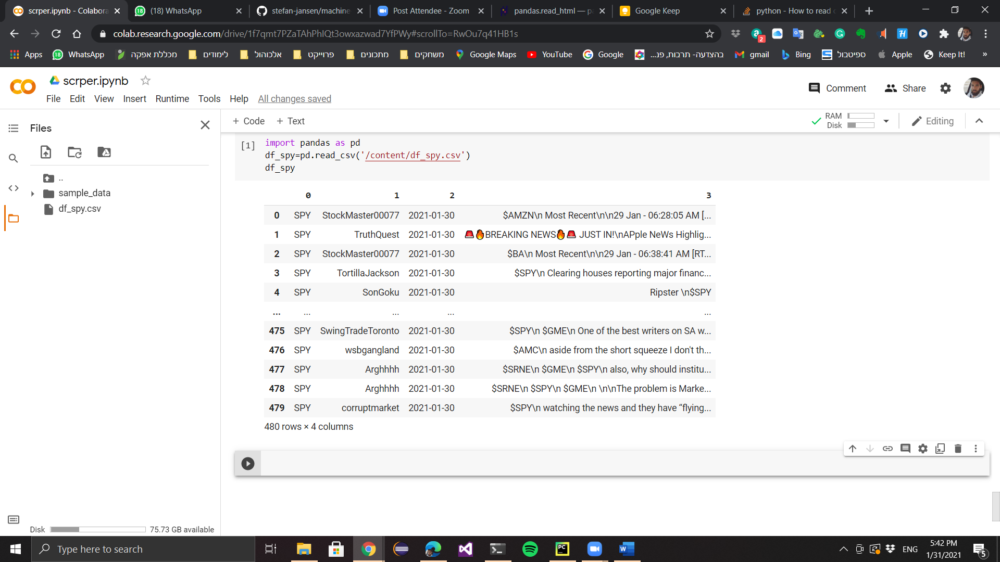 scrper.ipynb - Colabora
(18) WhatsApp
stefan-jansen/machine
Post Attendee - Zoom
pandas.read_html — pa
Google Keep
python - How to read c
colab.research.google.com/drive/1f7qmt7PZaTAhPhIQt3owxazwad7YfPWy#scrollTo=RwOu7q41HB1s
2
Apps
18 WhatsApp
מכללת אפקה
לימודים
אלכוהול
פרוייקט
מתכונים
משחקים
Google Maps
YouTube
Google
בהצדעה- תרבות, פנ...
gmail
Bing
ספיטבול
Apple
Keep It!
»
scrper.ipynb
Comment
Share
File Edit View Insert Runtime Tools Help All changes saved
Files
+ Code + Text
RAM
Disk
Editing
..
sample_data
df_spy.csv
[1] import pandas as pd
df_spy=pd.read_csv('/content/df_spy.csv')
df_spy
0 1 2 3
0 SPY StockMaster00077 2021-01-30 $AMZN\n Most Recent\n\n29 Jan - 06:28:05 AM [...
1 SPY TruthQuest 2021-01-30 🚨🔥BREAKING NEWS🔥🚨 JUST IN!\nAPple NeWs Highlig...
2 SPY StockMaster00077 2021-01-30 $BA\n Most Recent\n\n29 Jan - 06:38:41 AM [RT...
3 SPY TortillaJackson 2021-01-30 $SPY\n Clearing houses reporting major financ...
4 SPY SonGoku 2021-01-30 Ripster \n$SPY
... ... ... ... ...
475 SPY SwingTradeToronto 2021-01-30 $SPY\n $GME\n One of the best writers on SA w...
476 SPY wsbgangland 2021-01-30 $AMC\n aside from the short squeeze I don't th...
477 SPY Arghhhh 2021-01-30 $SRNE\n $GME\n $SPY\n also, why should institu...
478 SPY Arghhhh 2021-01-30 $SRNE\n $SPY\n $GME\n \n\nThe problem is Marke...
479 SPY corruptmarket 2021-01-30 $SPY\n watching the news and they have “flying...
480 rows × 4 columns
Disk 75.73 GB available
Type here to search
PC
ENG
5:42 PM
1/31/2021
5